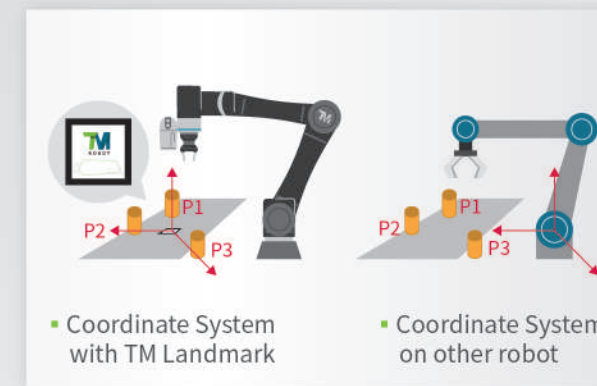 TM
ROBOT
TM
P1
P2
P3
P1
P2
P3
Coordinate System
with TM Landmark
Coordinate System
on other robot